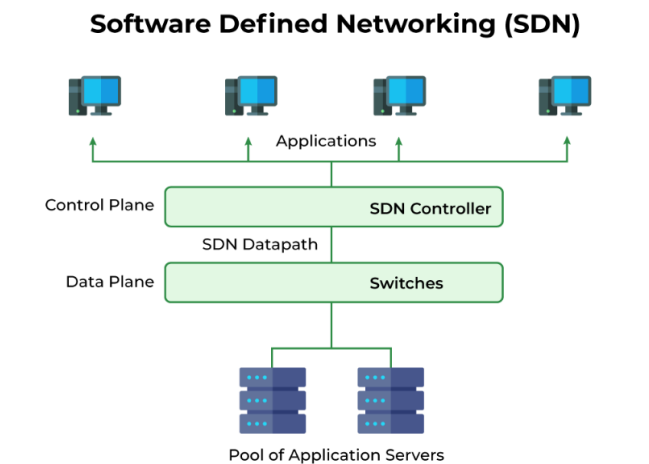 Software Defined Networking (SDN)
Applications
Control Plane
SDN Controller
SDN Datapath
Data Plane
Switches
Pool of Application Servers